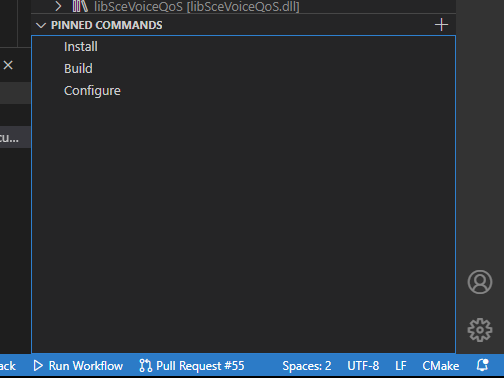 libSceVoiceQoS [libSceVoiceQoS.dll]
PINNED COMMANDS
Install
Build
Configure
cu...
ack Run Workflow Pull Request #55 Spaces: 2 UTF-8 LF CMake